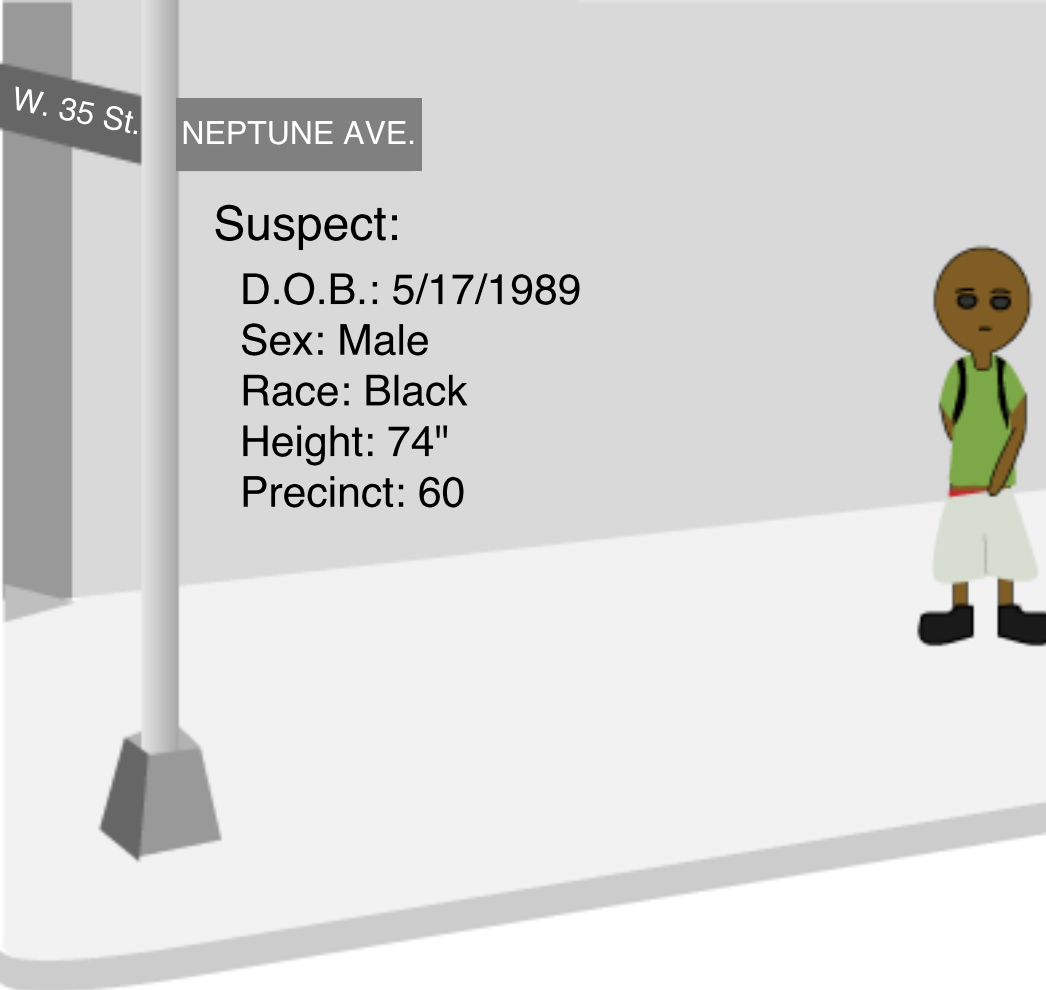 W. 35 St.
NEPTUNE AVE.
Suspect:
D.O.B.: 5/17/1989
Sex: Male
Race: Black
Height: 74"
Precinct: 60